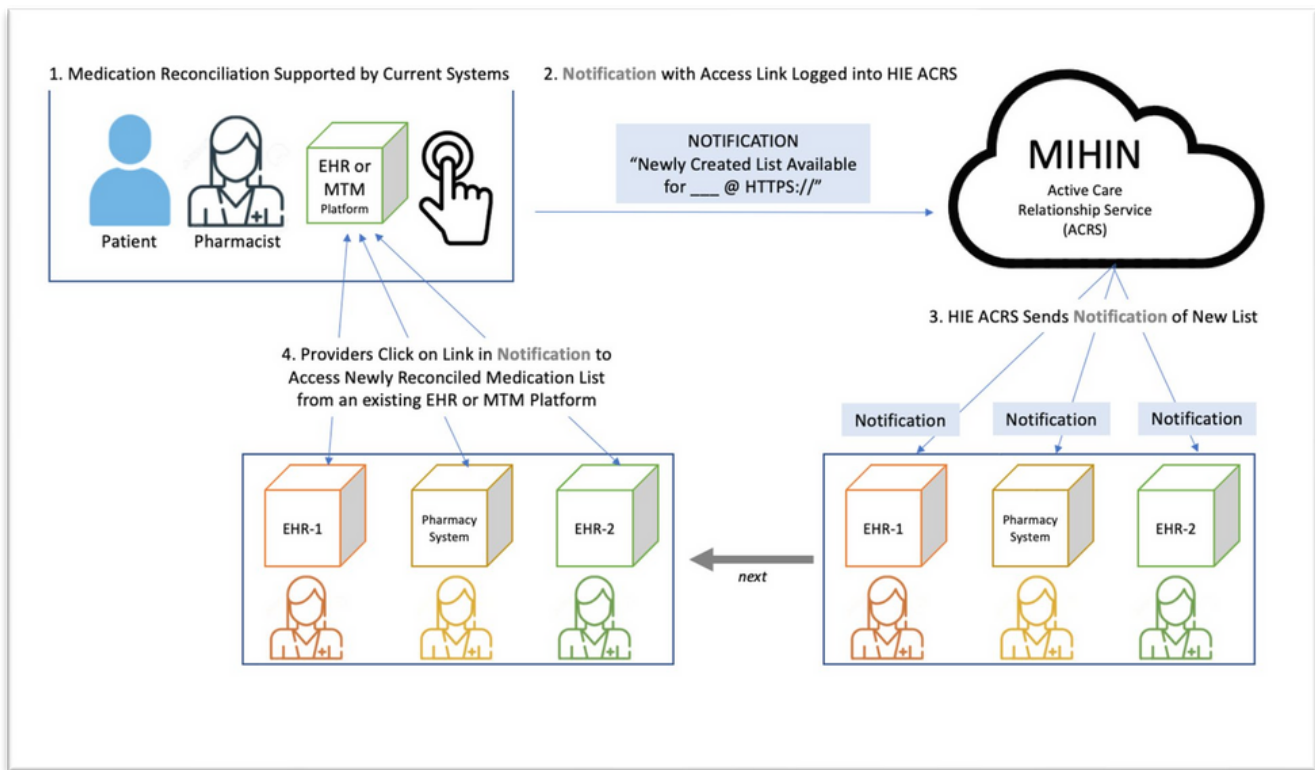 1. Medication Reconciliation Supported by Current Systems
Patient
Pharmacist
EHR or
MTM
Platform
2. Notification with Access Link Logged into HIE ACRS
NOTIFICATION
“Newly Created List Available
for ___ @ HTTPS://”
MIHIN
Active Care
Relationship Service
(ACRS)
3. HIE ACRS Sends Notification of New List
Notification
Notification
Notification
EHR-1
Pharmacy
System
EHR-2
next
4. Providers Click on Link in Notification to
Access Newly Reconciled Medication List
from an existing EHR or MTM Platform
EHR-1
Pharmacy
System
EHR-2